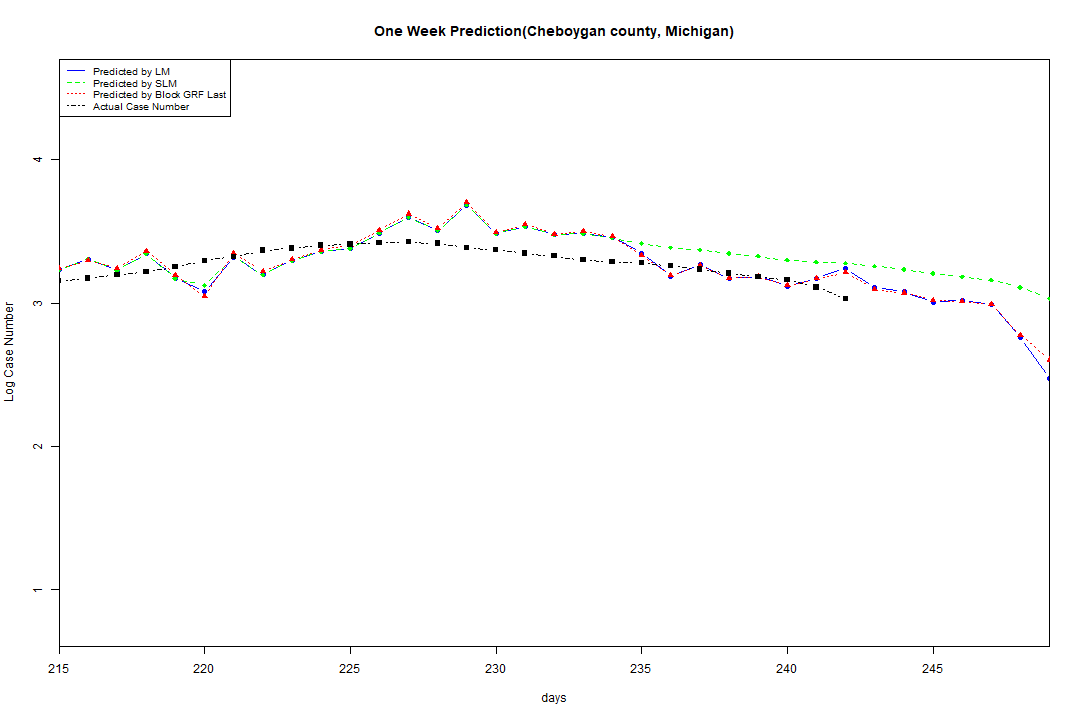 One Week Prediction(Cheboygan county, Michigan)
Predicted by LM
Predicted by SLM
Predicted by Block GRF Last
Actual Case Number
4
3
2
1
Log Case Number
215 220 225 230 235 240 245
days